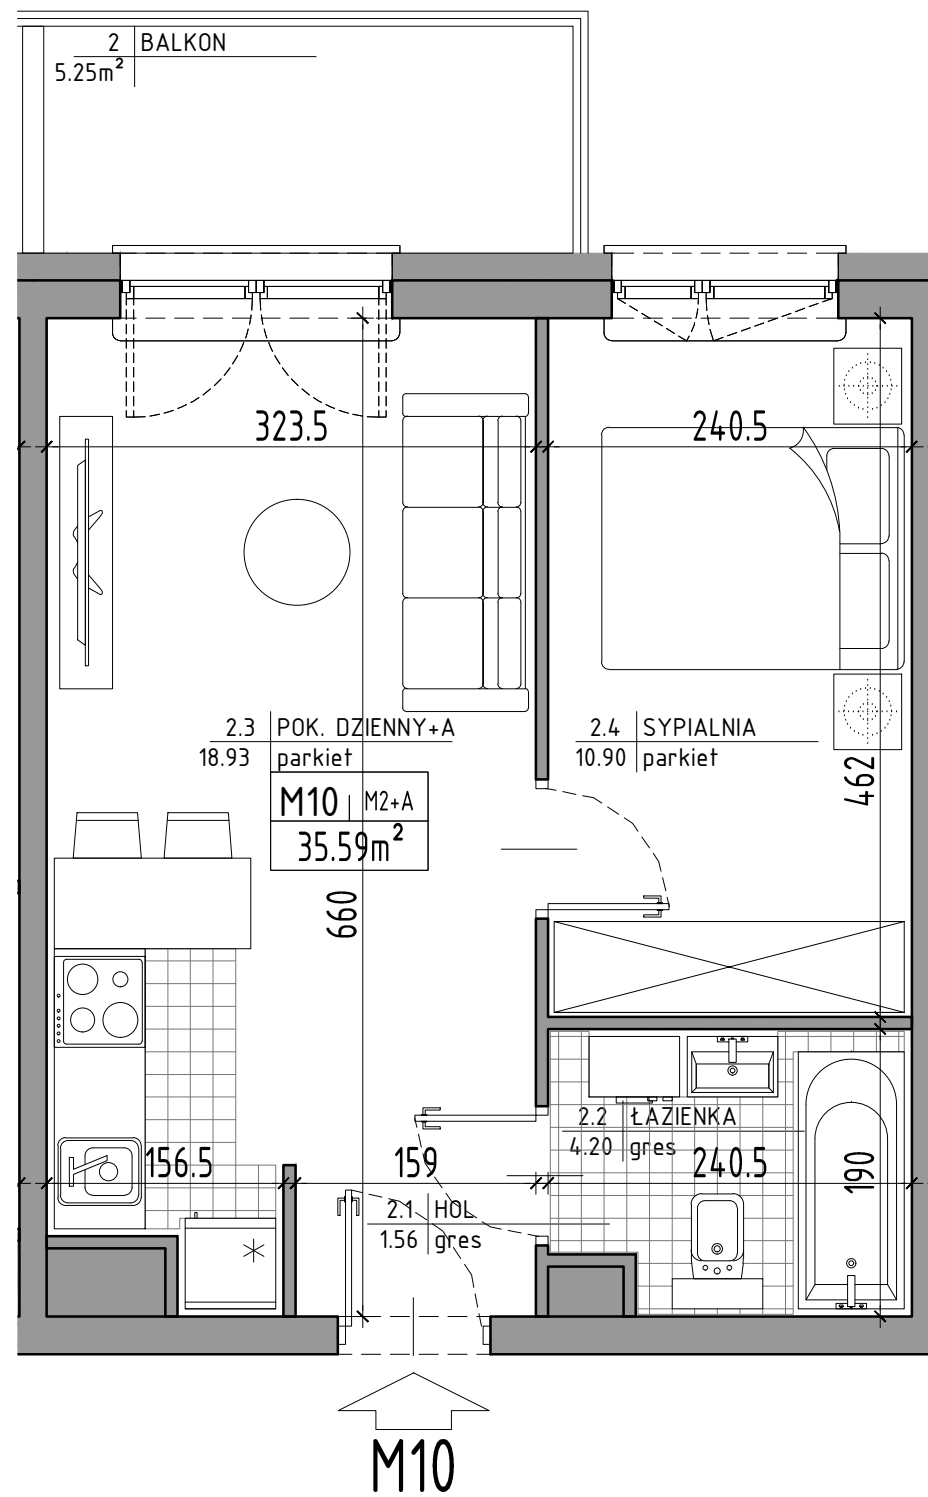 2 BALKON
5.25m²
323.5
240.5
2.3 POK. DZIENNY+A
18.93 parkiet
2.4 SYPIALNIA
10.90 parkiet
M10 M2+A
35.59m²
462
660
2.2 ŁAZIENKA
4.20 gres
156.5
159
240.5
190
2.1 HOL
1.56 gres
M10